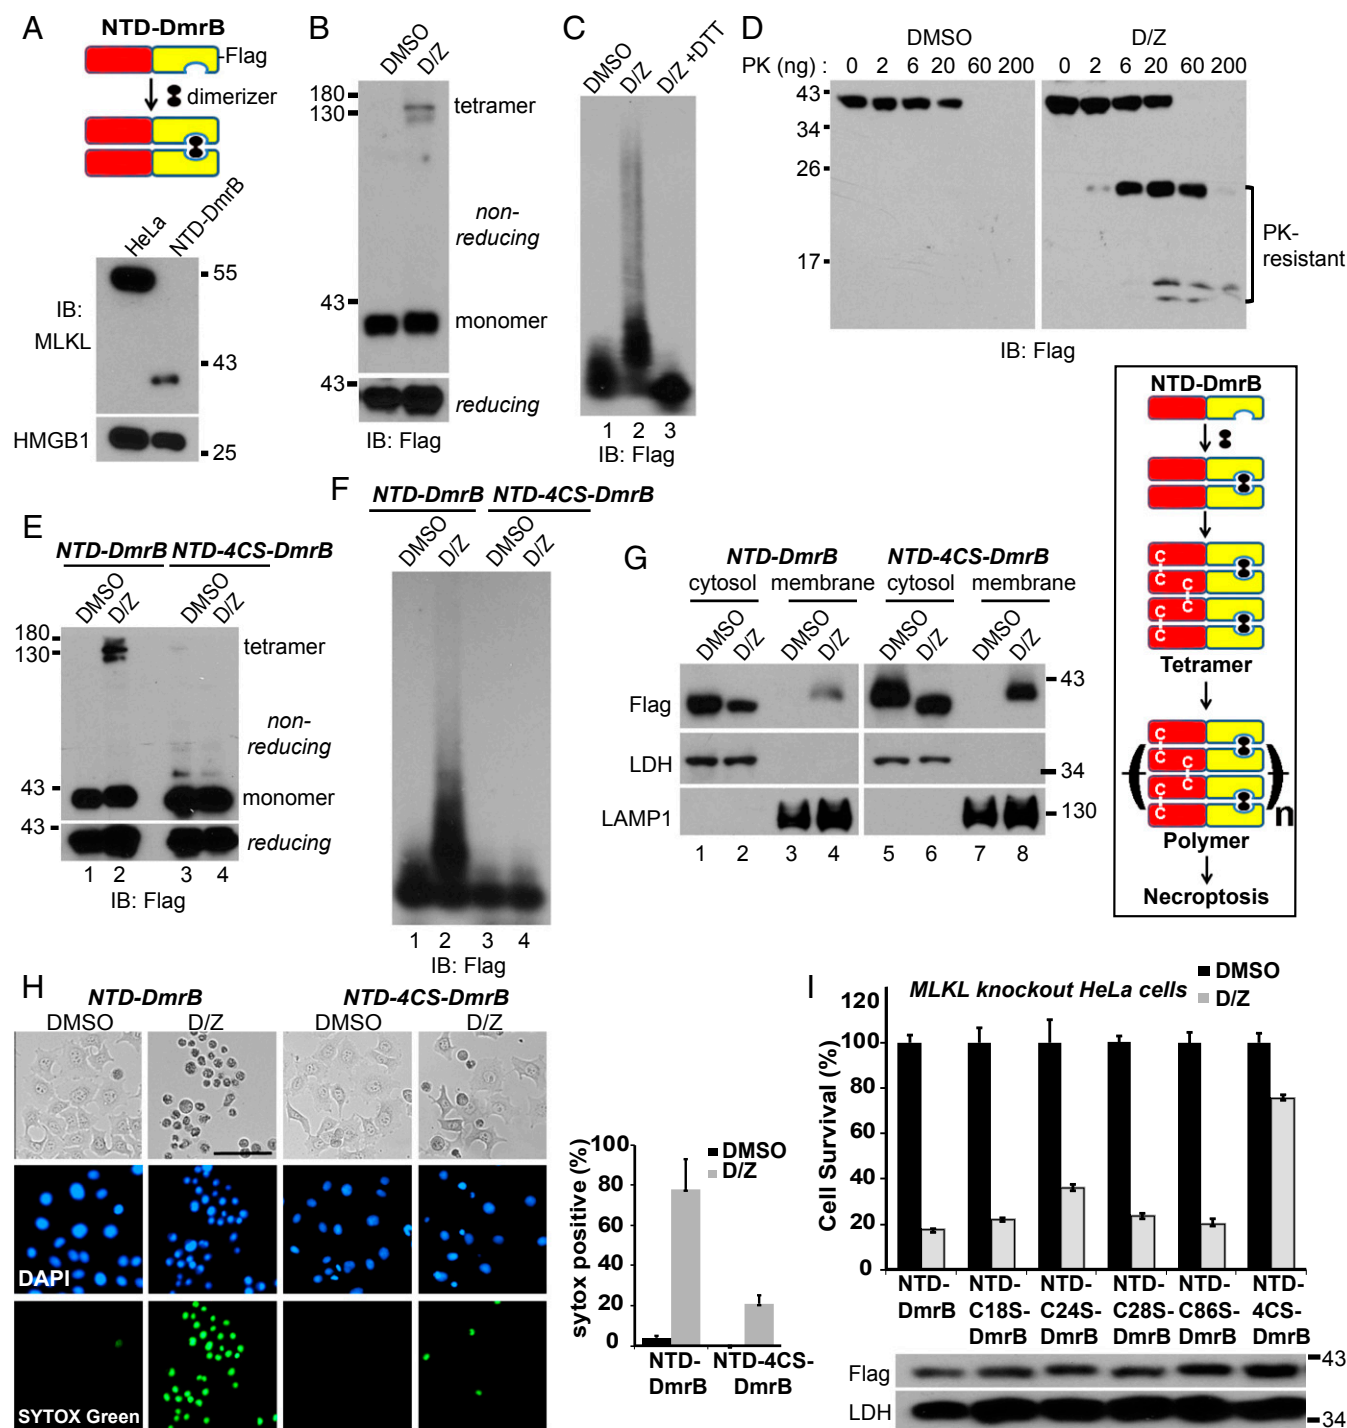 A
NTD-DmrB
-Flag
dimerizer
HeLa
NTD-DmrB
IB:
MLKL
55
43
HMGB1
25
B
DMSO
D/Z
180
130
tetramer
non-
reducing
43
monomer
43
reducing
IB: Flag
C
DMSO
D/Z
D/Z +DTT
1 2 3
IB: Flag
D
DMSO
D/Z
PK (ng) : 0 2 6 20 60 200 0 2 6 20 60 200
43
34
26
17
PK-
resistant
IB: Flag
NTD-DmrB
C C
C C
C C
Tetramer
C C
C C
C C
n
Polymer
Necroptosis
E
NTD-DmrB NTD-4CS-DmrB
DMSO
D/Z
DMSO
D/Z
180
130
tetramer
non-
reducing
43
monomer
43
reducing
1 2 3 4
IB: Flag
F
NTD-DmrB NTD-4CS-DmrB
DMSO
D/Z
DMSO
D/Z
1 2 3 4
IB: Flag
G
NTD-DmrB NTD-4CS-DmrB
cytosol membrane cytosol membrane
DMSO
D/Z
DMSO
D/Z
DMSO
D/Z
DMSO
D/Z
Flag
43
LDH
34
LAMP1
130
1 2 3 4 5 6 7 8
H
NTD-DmrB NTD-4CS-DmrB
DMSO D/Z DMSO D/Z
DAPI
SYTOX Green
sytox positive (%)
100
80
60
40
20
0
DMSO
D/Z
NTD-
DmrB
NTD-4CS-
DmrB
I
DMSO
D/Z
MLKL knockout HeLa cells
Cell Survival (%)
120
100
80
60
40
20
0
NTD- NTD- NTD- NTD- NTD- NTD-
DmrB C18S- C24S- C28S- C86S- 4CS-
DmrB DmrB DmrB DmrB DmrB
Flag
43
LDH
34